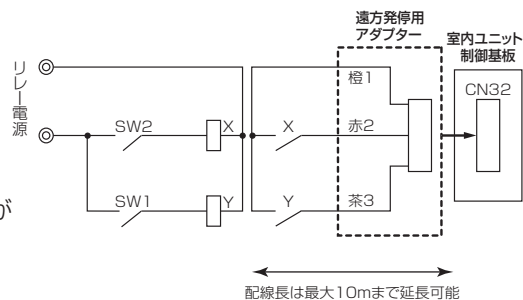 遠方発停用
アダプター
室内ユニット
制御基板
リレー電源
橙1
CN32
SW2
X
X
赤2
SW1
Y
Y
茶3
が
配線長は最大10mまで延長可能